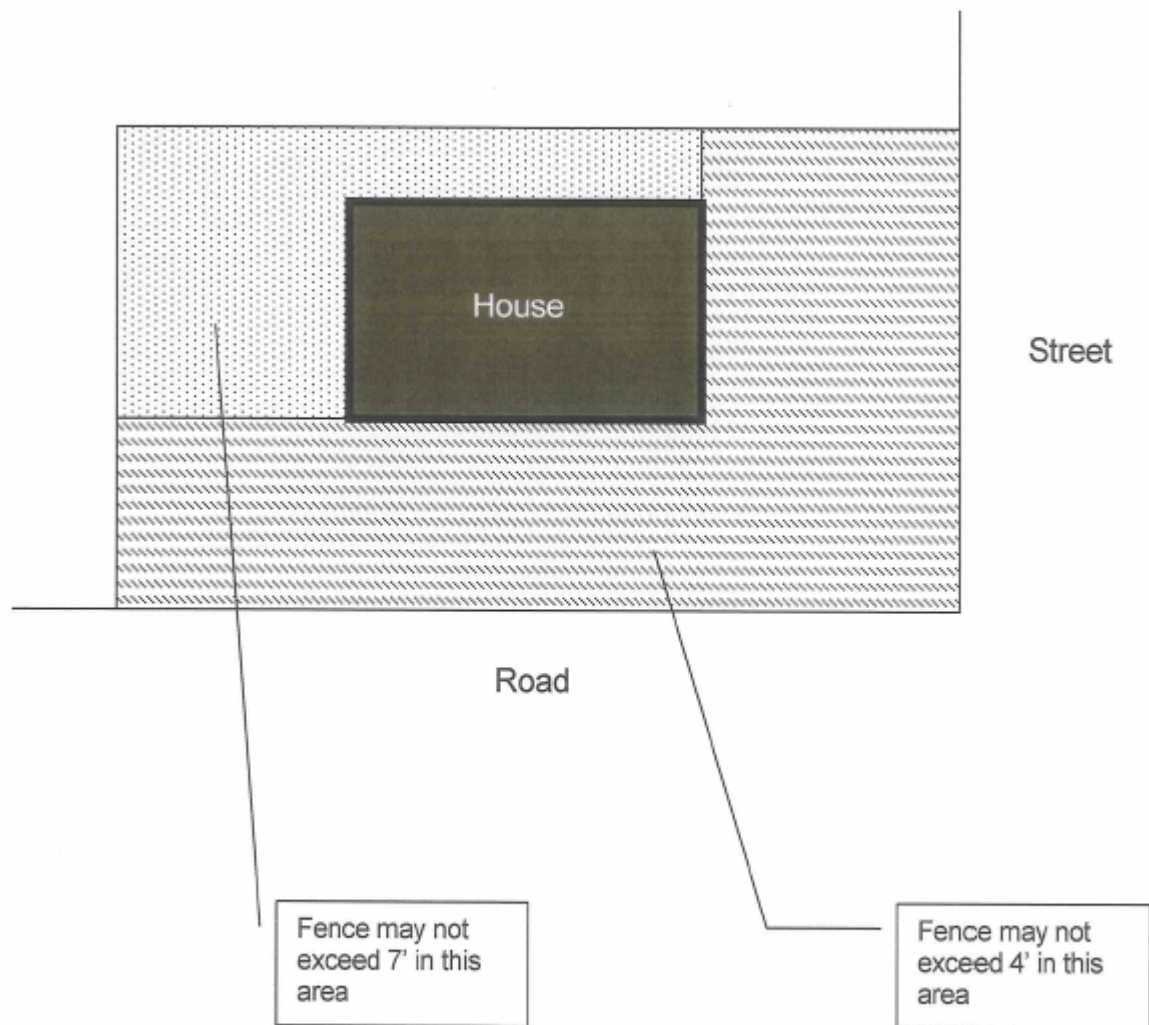 House
Street
Road
Fence may not
exceed 7' in this
area
Fence may not
exceed 4' in this
area